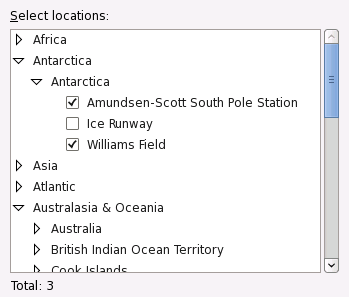 Select locations:
Africa
Antarctica
Antarctica
Amundsen-Scott South Pole Station
Ice Runway
Williams Field
Asia
Atlantic
Australasia & Oceania
Australia
British Indian Ocean Territory
Cook Islands
Total: 3